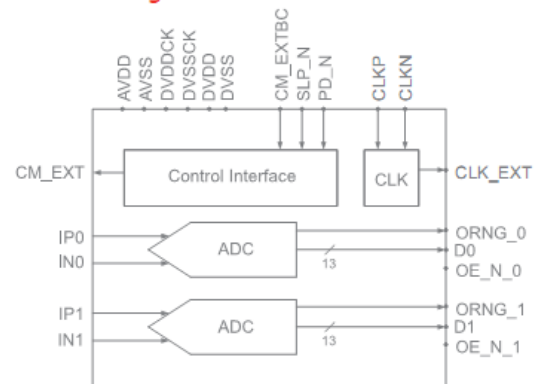 AVDD
AVSS
DVDDCK
DVSSCK
DVDD
DVSS
CM_EXTBC
SLP_N
PD_N
CLKP
CLKN
CM_EXT
Control Interface
CLK
CLK_EXT
IP0
IN0
ADC
13
ORNG_0
D0
OE_N_0
IP1
IN1
ADC
13
ORNG_1
D1
OE_N_1